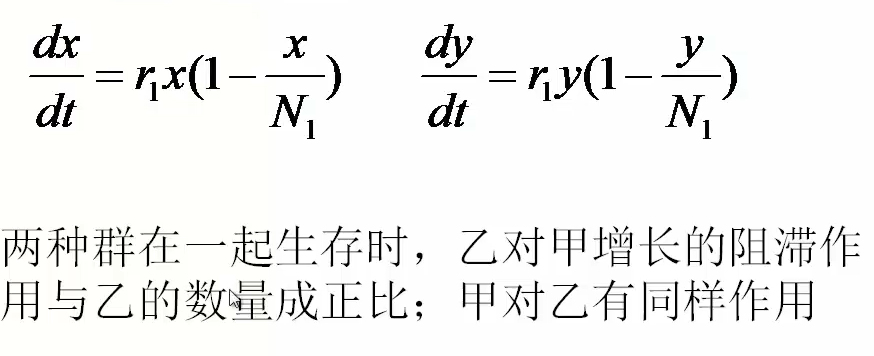 dx/dt = r₁x(1 − x/N₁)  dy/dt = r₁y(1 − y/N₁)
两种群在一起生存时，乙对甲增长的阻滞作
用与乙的数量成正比；甲对乙有同样作用